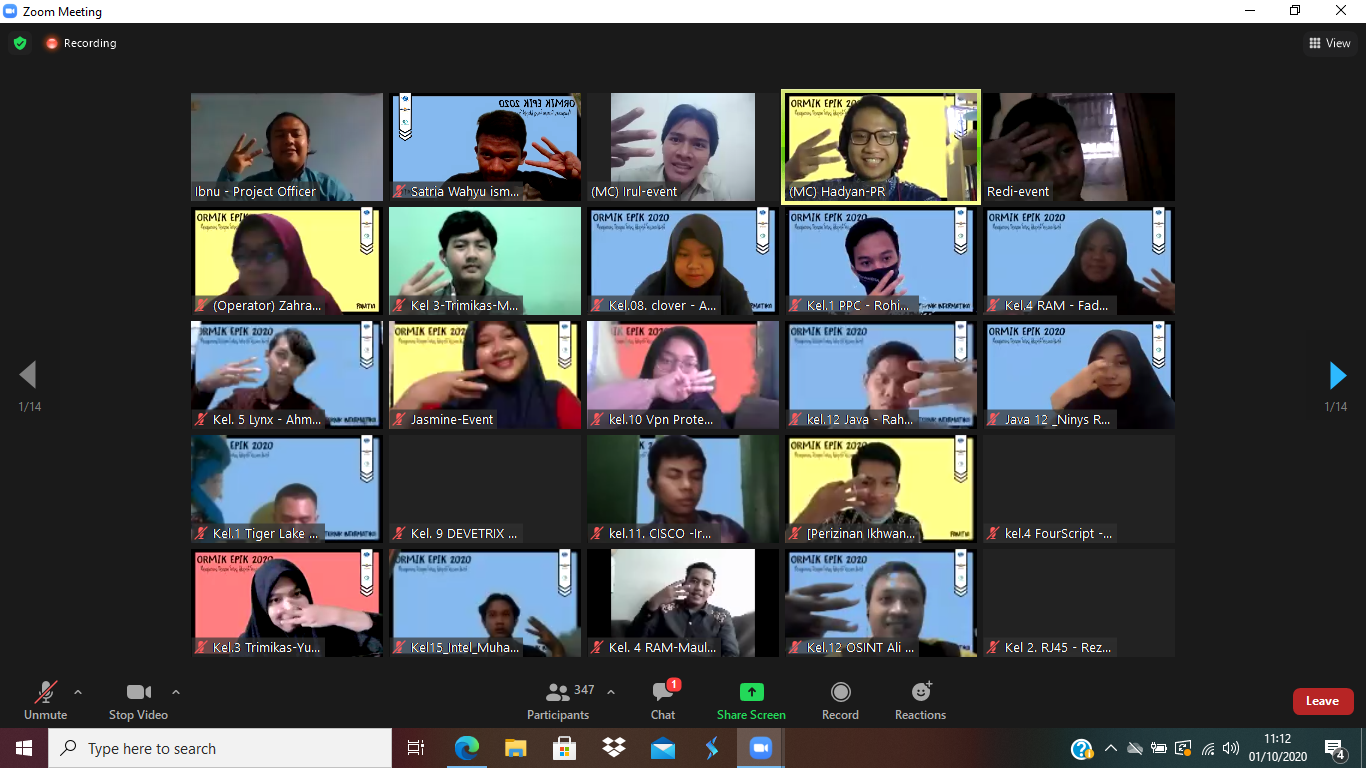 Zoom Meeting
Recording
View
ORMIK EPIK 2020
ORMIK EPIK 2
Ibnu - Project Officer
Satria Wahyu ism...
(MC) Irul-event
(MC) Hadyan-PR
Redi-event
ORMIK EPIK 2020
ORMIK EPIK 2020
ORMIK EPIK 2020
ORMIK EPIK 2020
(Operator) Zahra...
Kel 3-Trimikas-M...
Kel.08. clover - A...
Kel.1 PPC - Rohi...
Kel.4 RAM - Fad...
ORMIK EPIK 2020
ORMIK EPIK 202
ORMIK EPIK 2020
ORMIK EPIK 2020
ORMIK EPIK 2020
1/14
1/14
Kel. 5 Lynx - Ahm...
Jasmine-Event
kel.10 Vpn Prote...
kel.12 Java - Rah...
Java 12 _Ninys R...
EPIK 2020
ORMIK EPIK 2020
Kel.1 Tiger Lake ...
Kel. 9 DEVETRIX ...
kel.11. CISCO -Ir...
[Perizinan Ikhwan...
kel.4 FourScript -...
ORMIK EPIK 2020
MIK EPIK 2020
ORMIK EPIK 2020
Kel.3 Trimikas-Yu...
Kel15_Intel_Muha...
Kel. 4 RAM-Maul...
Kel.12 OSINT Ali ...
Kel 2. RJ45 - Rez...
347
1
Unmute
Stop Video
Participants
Chat
Share Screen
Record
Reactions
Leave
Type here to search
11:12
01/10/2020
4